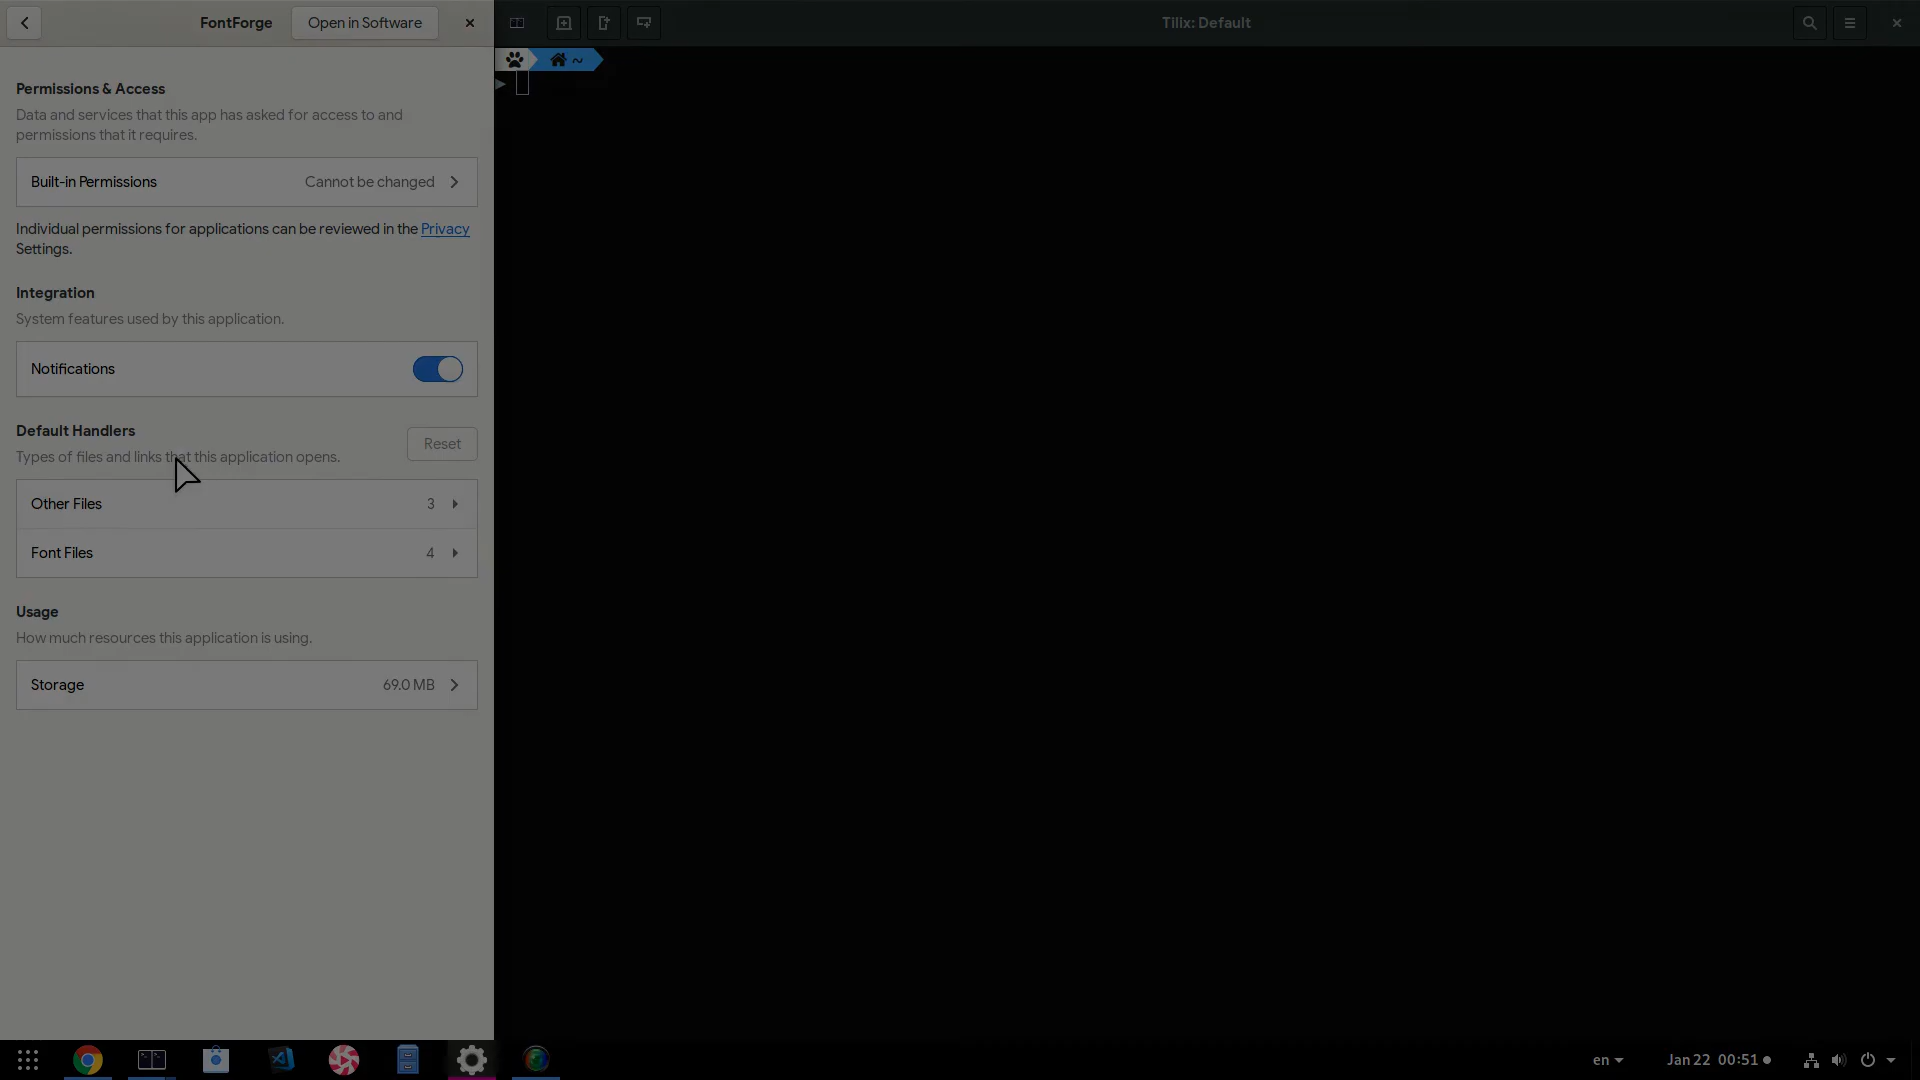 FontForge
Open in Software
Tilix: Default
~
Permissions & Access
Data and services that this app has asked for access to and
permissions that it requires.
Built-in Permissions
Cannot be changed
Individual permissions for applications can be reviewed in the Privacy
Settings.
Integration
System features used by this application.
Notifications
Default Handlers
Types of files and links that this application opens.
Reset
Other Files
3
Font Files
4
Usage
How much resources this application is using.
Storage
69.0 MB
en
Jan 22 00:51